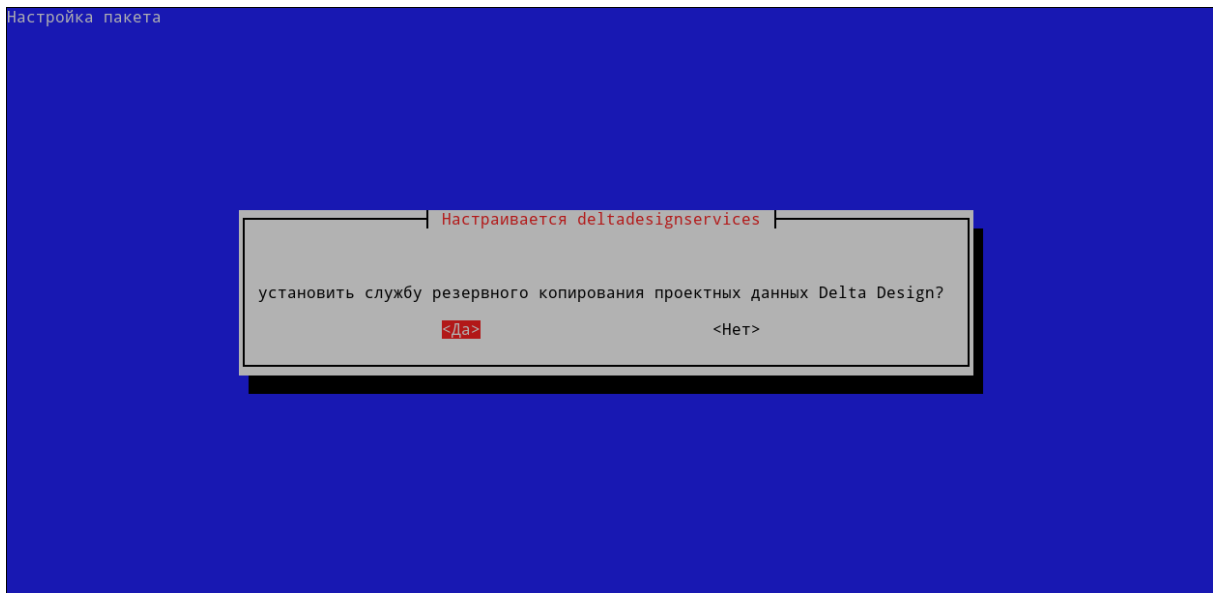 Настройка пакета
Настраивается deltadesignservices
установить службу резервного копирования проектных данных Delta Design?
<Да> <Нет>